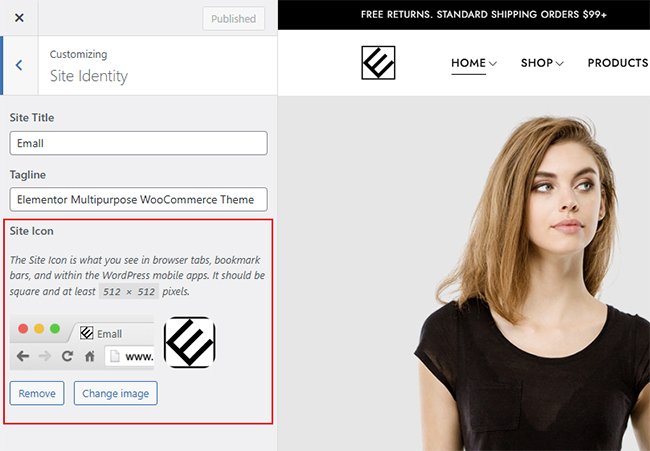 Published
Customizing
Site Identity
Site Title
Emall
Tagline
Elementor Multipurpose WooCommerce Theme
Site Icon
The Site Icon is what you see in browser tabs, bookmark
bars, and within the WordPress mobile apps. It should be
square and at least 512 × 512 pixels.
Emall
www.
Remove
Change image
FREE RETURNS. STANDARD SHIPPING ORDERS $99+
HOME
SHOP
PRODUCTS